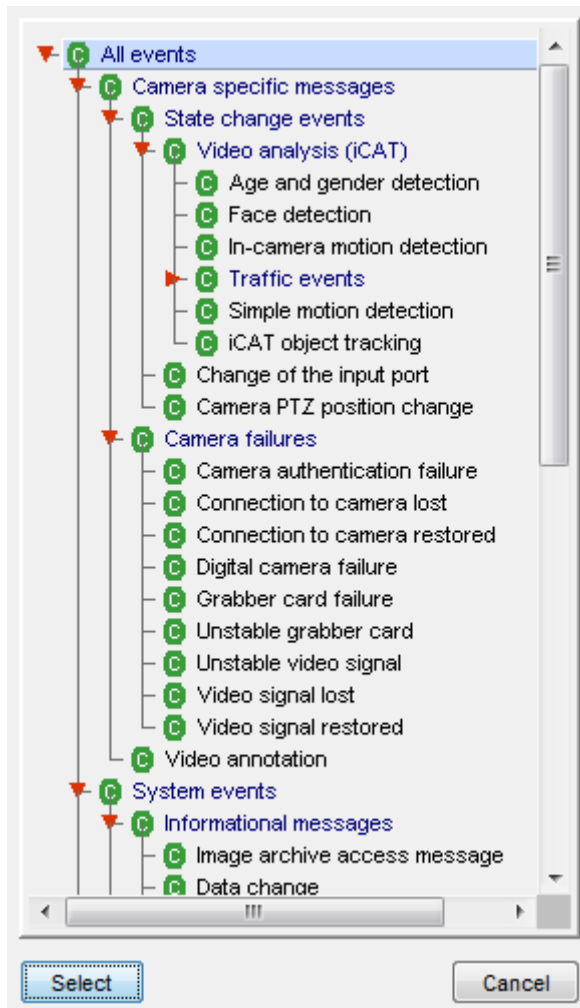 All events
Camera specific messages
State change events
Video analysis (iCAT)
Age and gender detection
Face detection
In-camera motion detection
Traffic events
Simple motion detection
iCAT object tracking
Change of the input port
Camera PTZ position change
Camera failures
Camera authentication failure
Connection to camera lost
Connection to camera restored
Digital camera failure
Grabber card failure
Unstable grabber card
Unstable video signal
Video signal lost
Video signal restored
Video annotation
System events
Informational messages
Image archive access message
Data change
Select Cancel